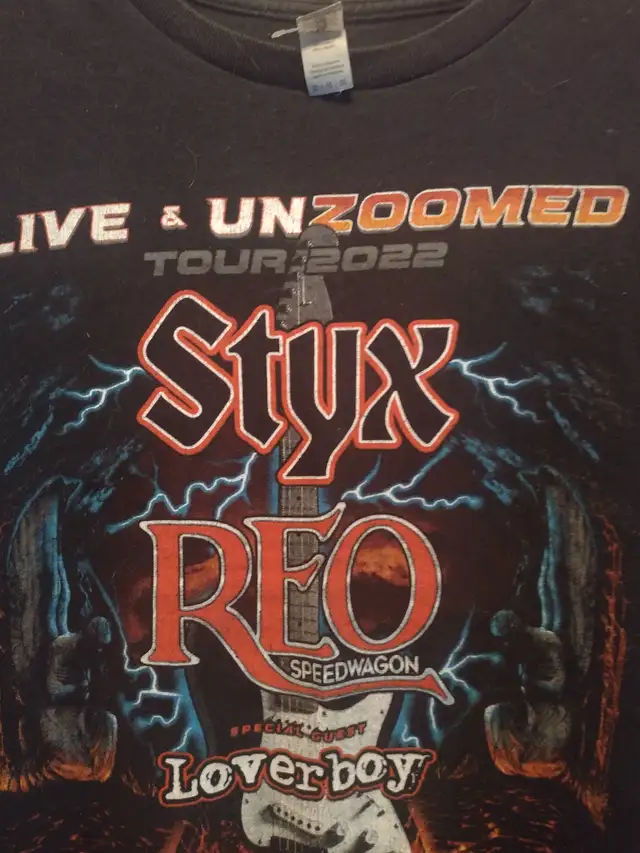 LIVE & UNZOOMED
TOUR 2022
Styx
REO
SPEEDWAGON
SPECIAL GUEST
Loverboy